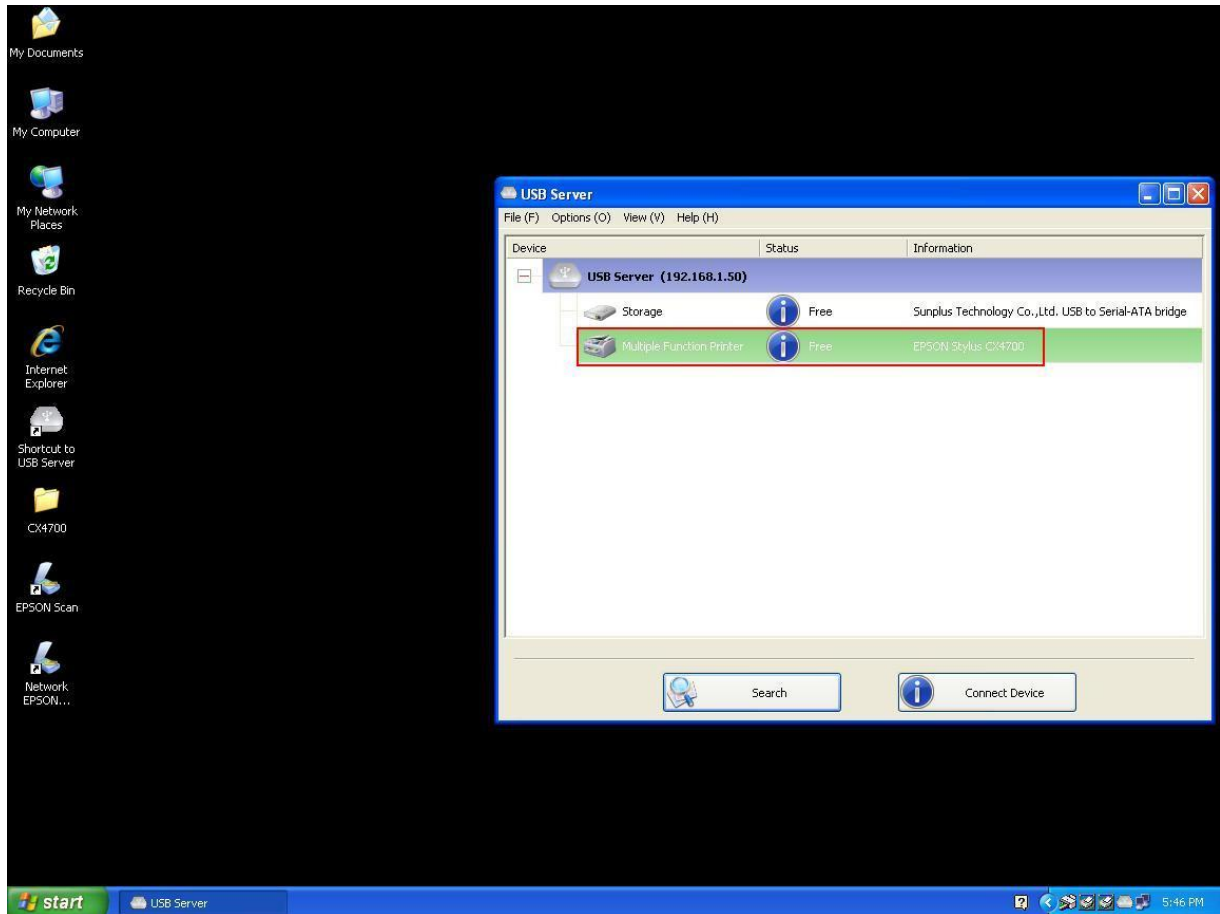 My Documents
My Computer
My Network
Places
Recycle Bin
Internet
Explorer
Shortcut to
USB Server
CX4700
EPSON Scan
Network
EPSON...
USB Server
File (F) Options (O) View (V) Help (H)
Device Status Information
USB Server (192.168.1.50)
Storage Free Sunplus Technology Co.,Ltd. USB to Serial-ATA bridge
Multiple Function Printer Free EPSON Stylus CX4700
Search Connect Device
start USB Server 5:46 PM